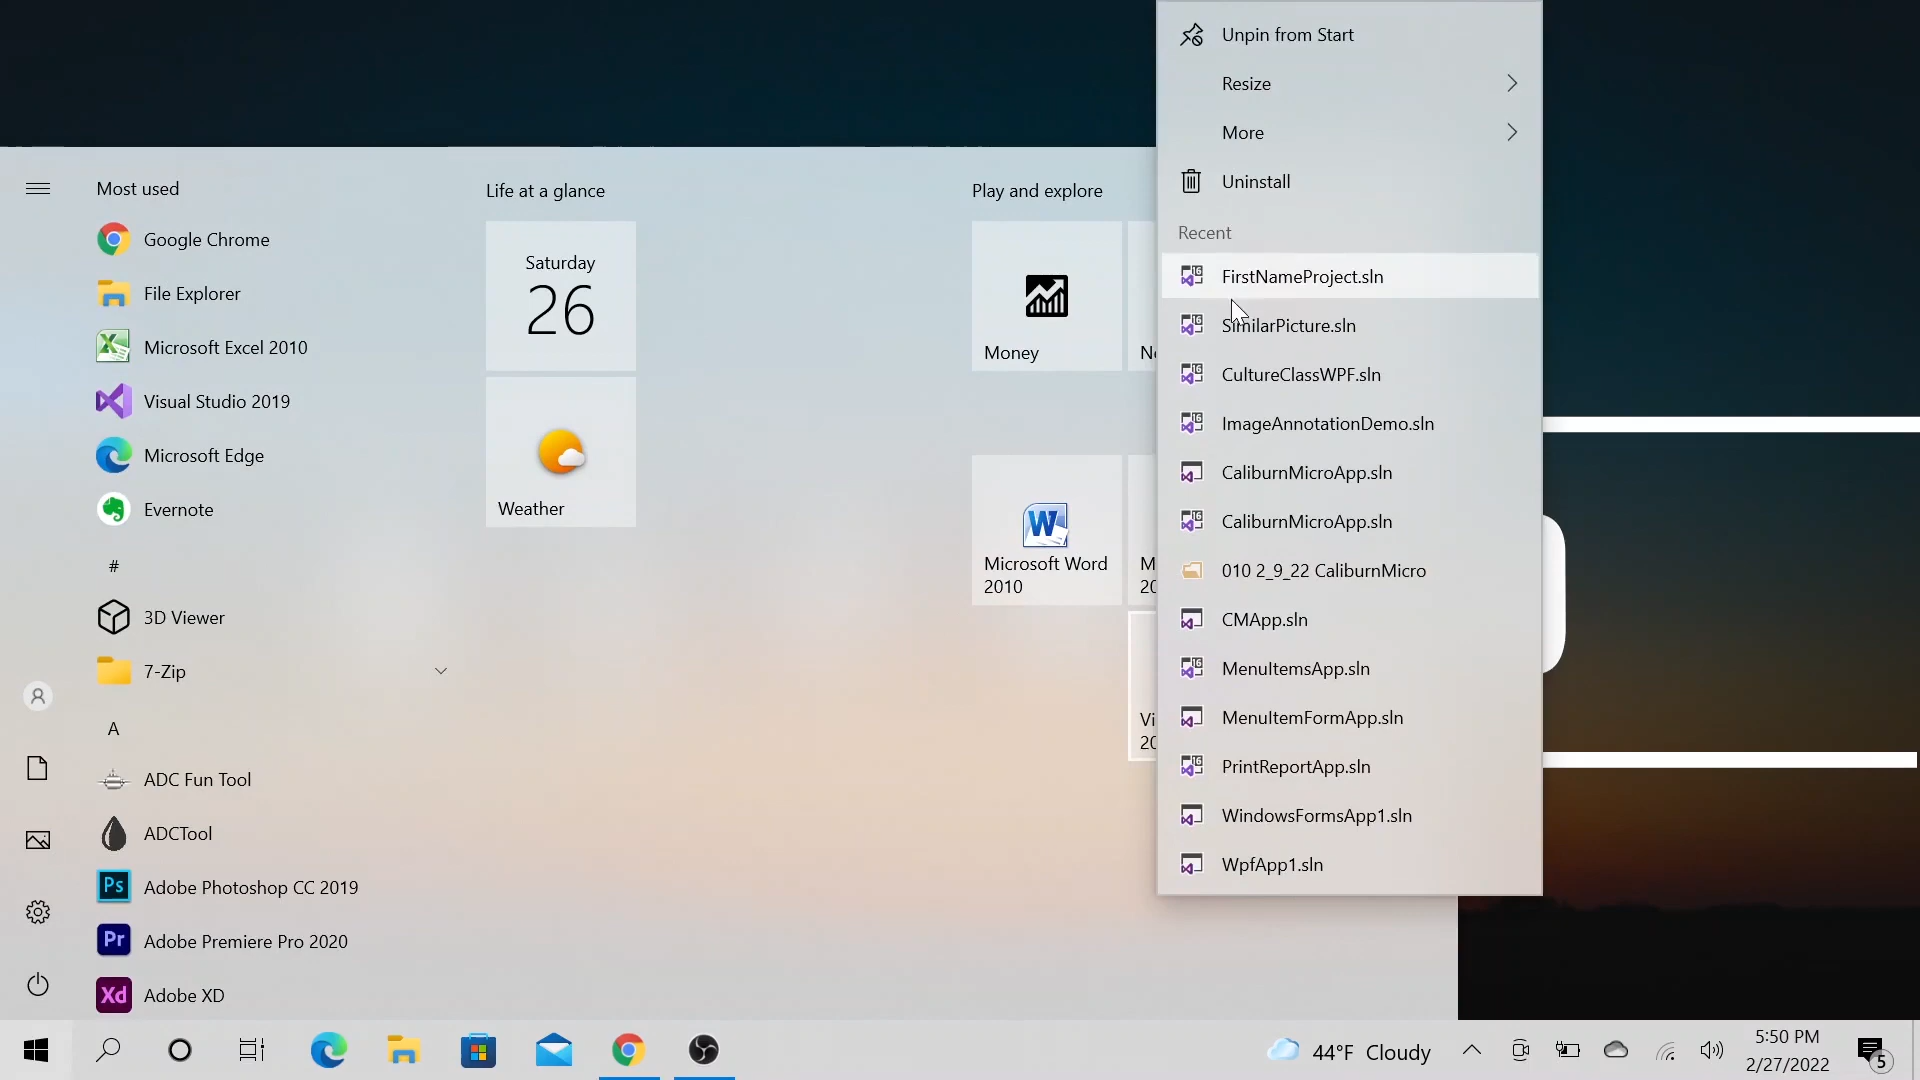 Most used
Google Chrome
File Explorer
Microsoft Excel 2010
Visual Studio 2019
Microsoft Edge
Evernote
#
3D Viewer
7-Zip
A
ADC Fun Tool
ADCTool
Ps
Adobe Photoshop CC 2019
Pr
Adobe Premiere Pro 2020
Xd
Adobe XD
Life at a glance
Saturday
26
Weather
Play and explore
Money
W
Microsoft Word
2010
Unpin from Start
Resize
More
Uninstall
Recent
FirstNameProject.sln
SimilarPicture.sln
CultureClassWPF.sln
ImageAnnotationDemo.sln
CaliburnMicroApp.sln
CaliburnMicroApp.sln
010 2_9_22 CaliburnMicro
CMApp.sln
MenuItemsApp.sln
MenuItemFormApp.sln
PrintReportApp.sln
WindowsFormsApp1.sln
WpfApp1.sln
44°F Cloudy
5:50 PM
2/27/2022
5